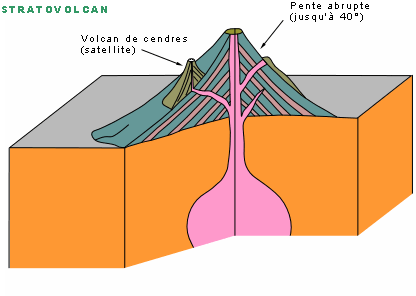 STRATOVOLCAN
Pente abrupte
(jusqu'à 40°)
Volcan de cendres
(satellite)